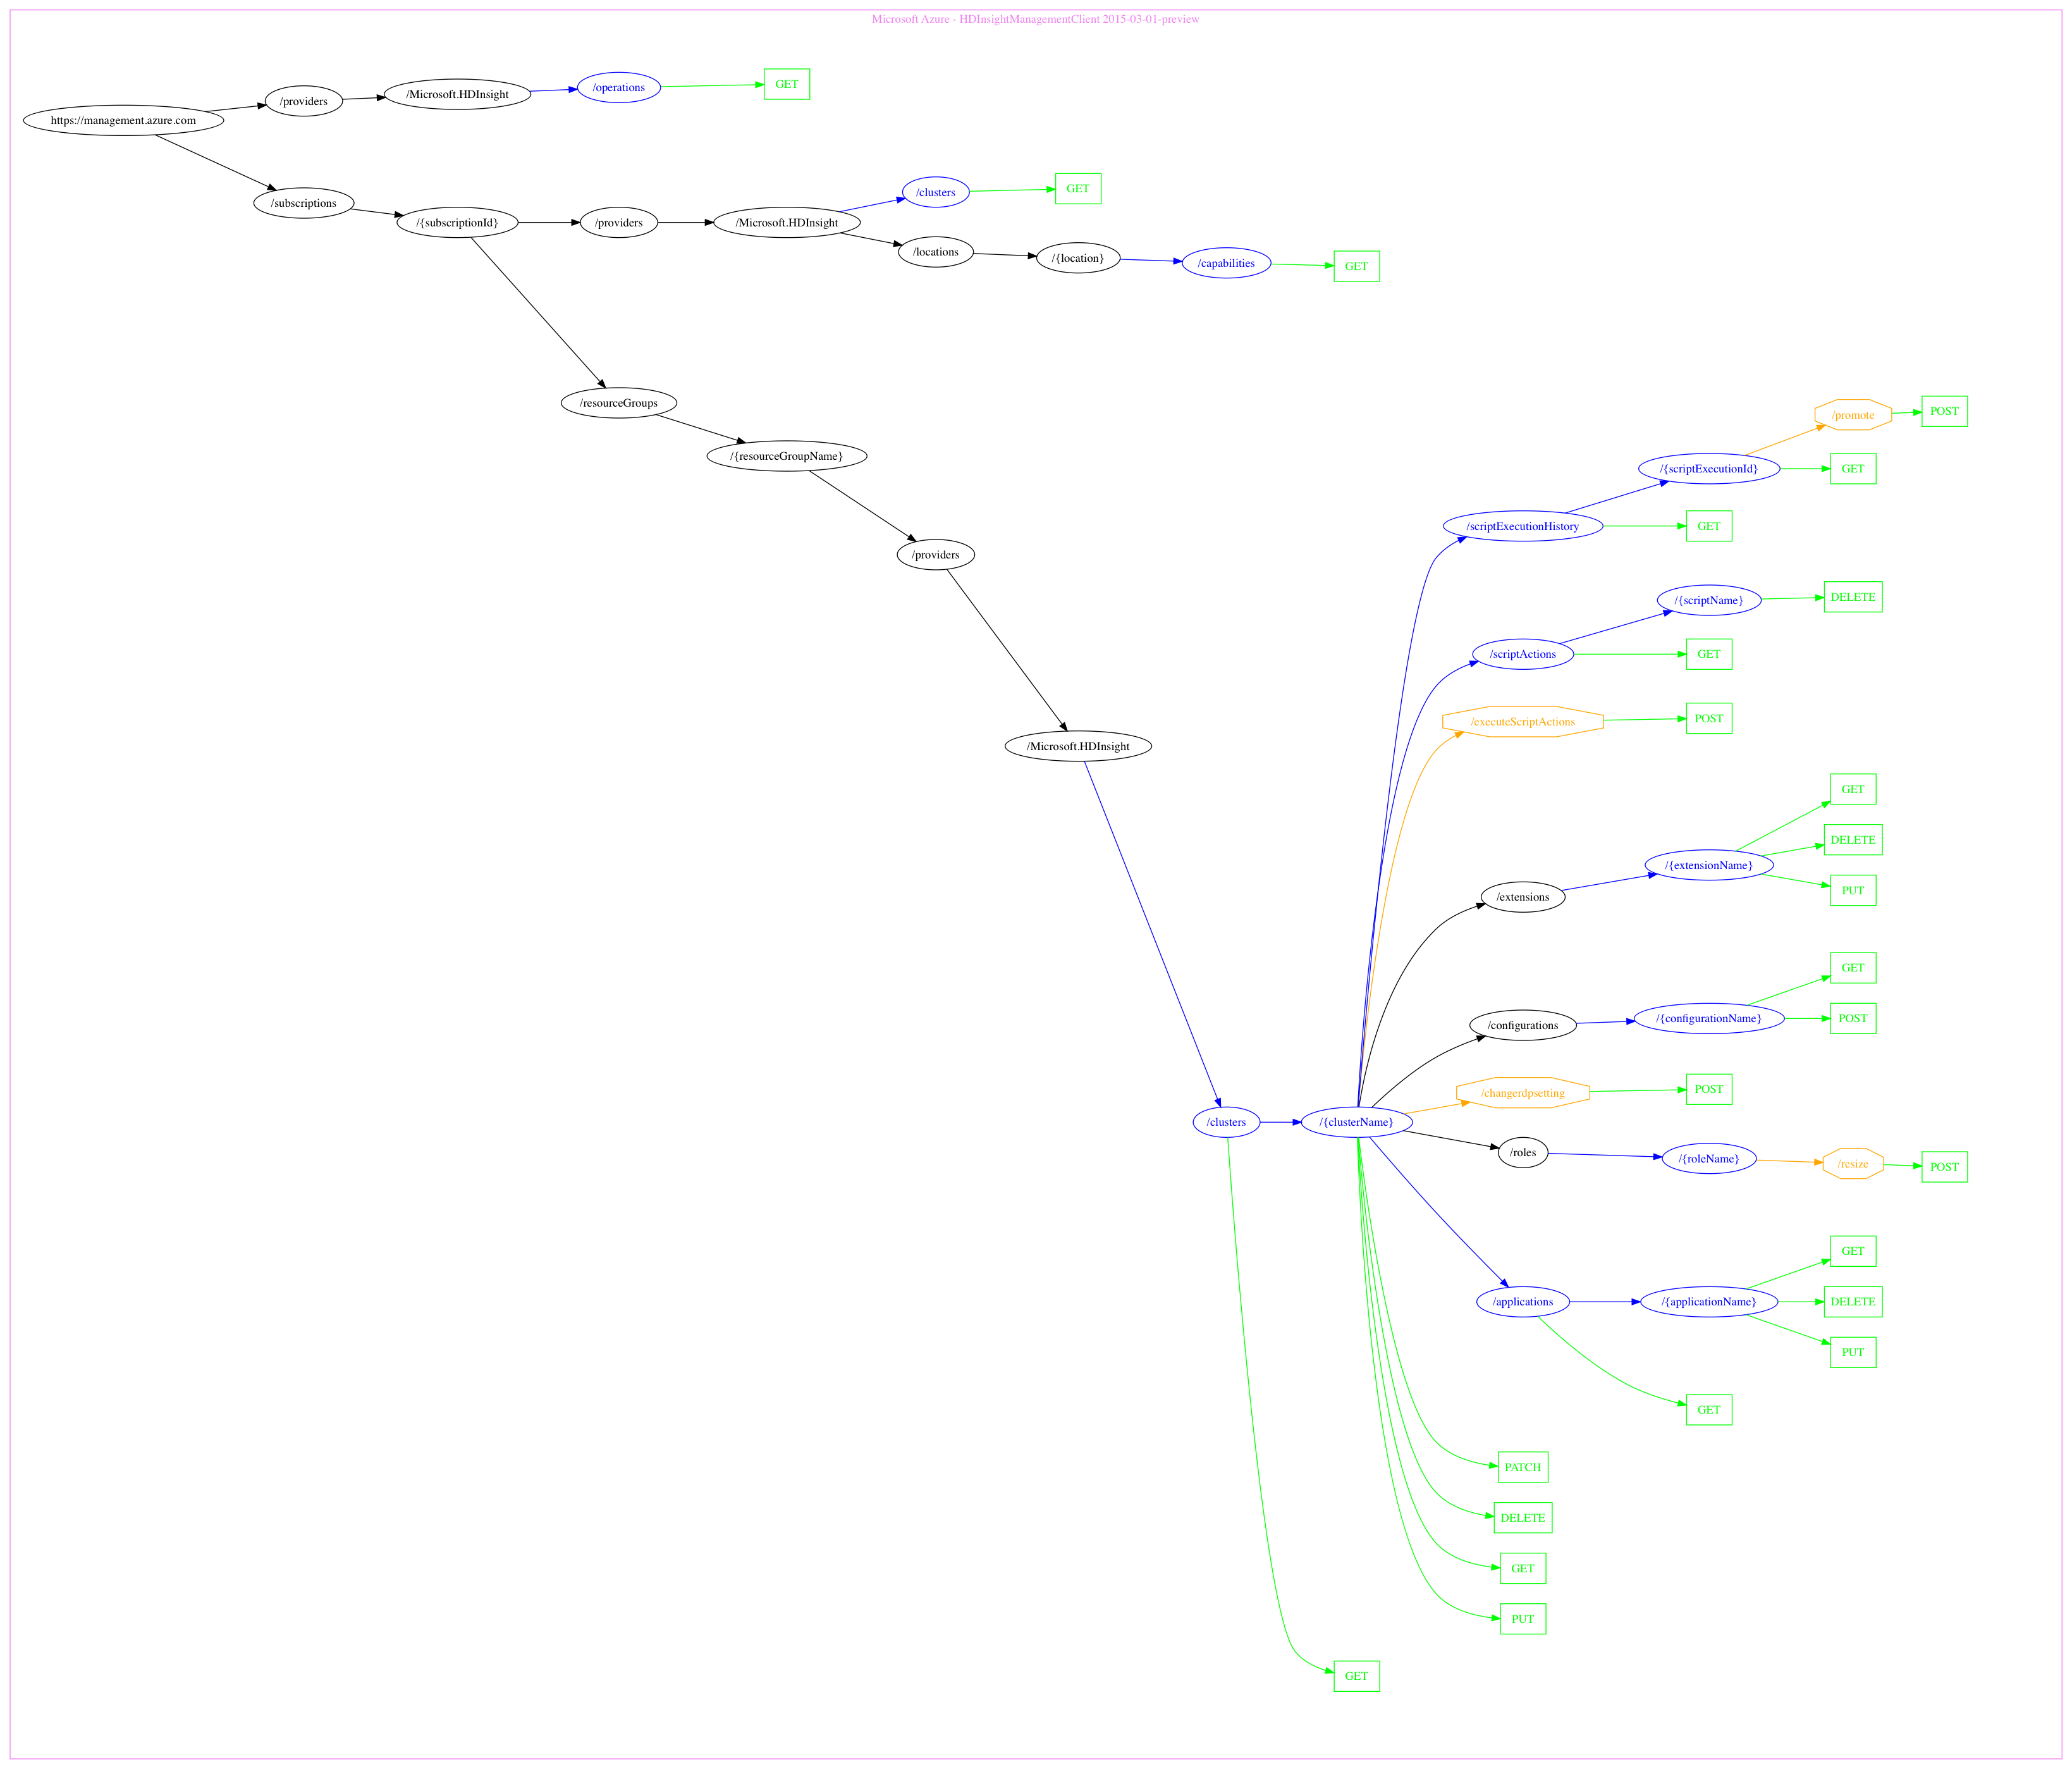 Microsoft Azure - HDInsightManagementClient 2015-03-01-preview
https://management.azure.com
/providers
/Microsoft.HDInsight
/operations
GET
/subscriptions
/{subscriptionId}
/providers
/Microsoft.HDInsight
/clusters
GET
/locations
/{location}
/capabilities
GET
/resourceGroups
/{resourceGroupName}
/providers
/Microsoft.HDInsight
/clusters
/{clusterName}
/scriptExecutionHistory
/{scriptExecutionId}
/promote
POST
GET
GET
/scriptActions
/{scriptName}
DELETE
GET
/executeScriptActions
POST
/extensions
/{extensionName}
GET
DELETE
PUT
/configurations
/{configurationName}
GET
POST
/changerdpsetting
POST
/roles
/{roleName}
/resize
POST
/applications
/{applicationName}
GET
DELETE
PUT
GET
PATCH
DELETE
GET
PUT
GET